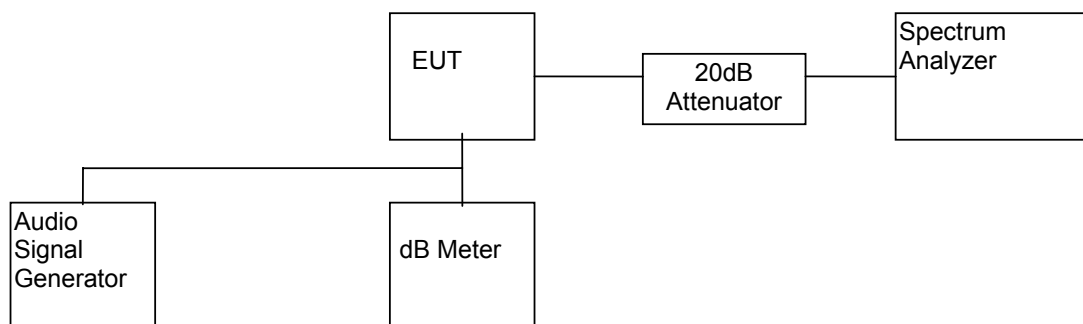 EUT
20dB
Attenuator
Spectrum
Analyzer
Audio
Signal
Generator
dB Meter